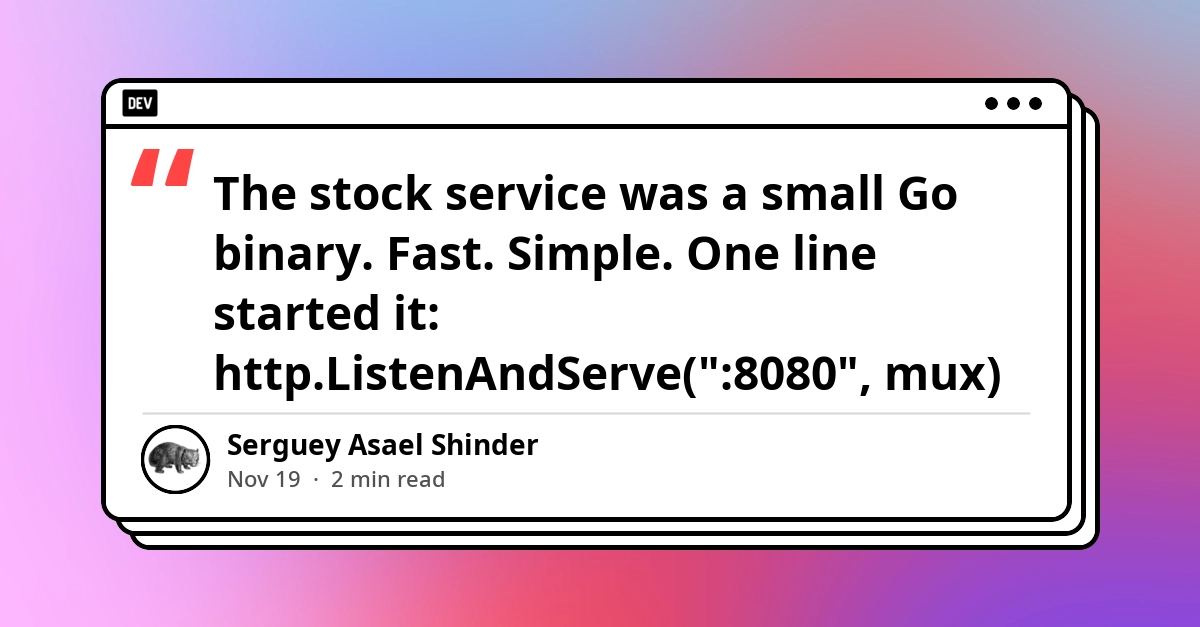 DEV
“
The stock service was a small Go
binary. Fast. Simple. One line
started it:
http.ListenAndServe(":8080", mux)
Serguey Asael Shinder
Nov 19 · 2 min read